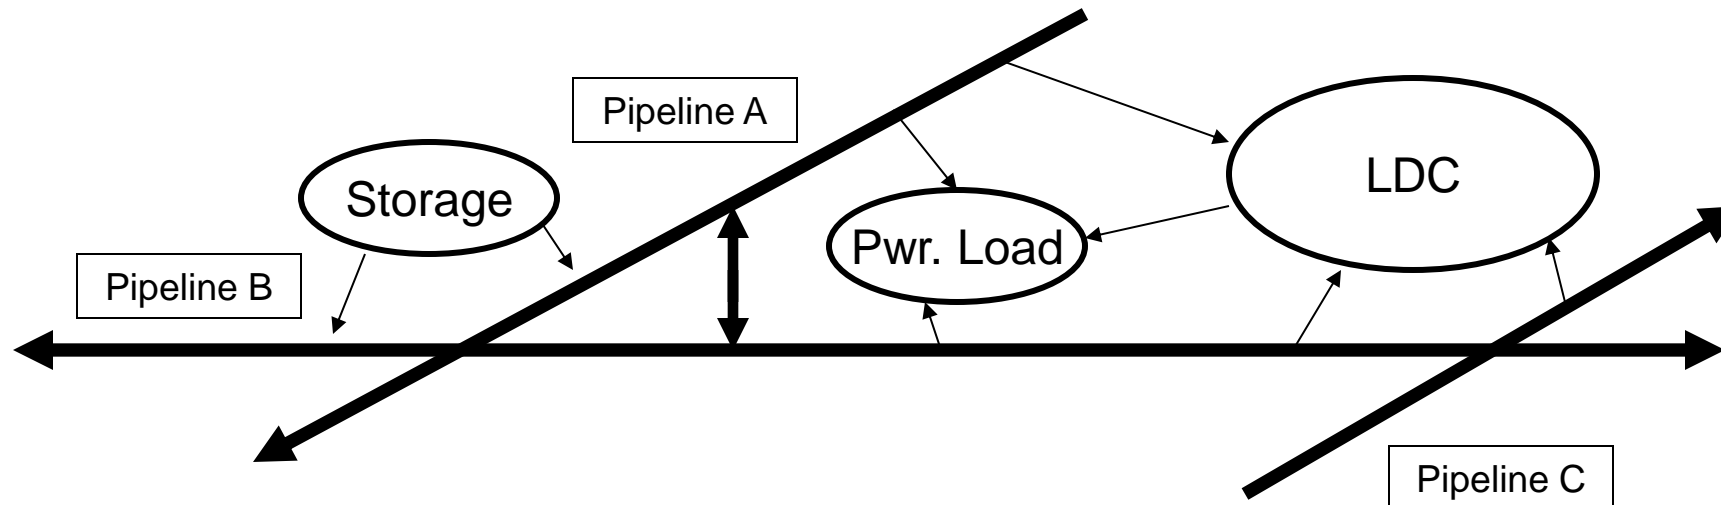 Pipeline A
LDC
Storage
Pwr. Load
Pipeline B
Pipeline C